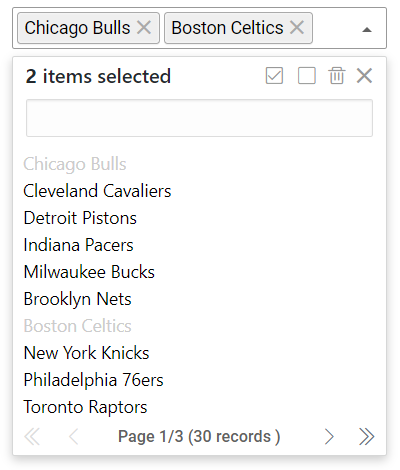 Chicago Bulls Boston Celtics
2 items selected
Chicago Bulls
Cleveland Cavaliers
Detroit Pistons
Indiana Pacers
Milwaukee Bucks
Brooklyn Nets
Boston Celtics
New York Knicks
Philadelphia 76ers
Toronto Raptors
Page 1/3 (30 records )